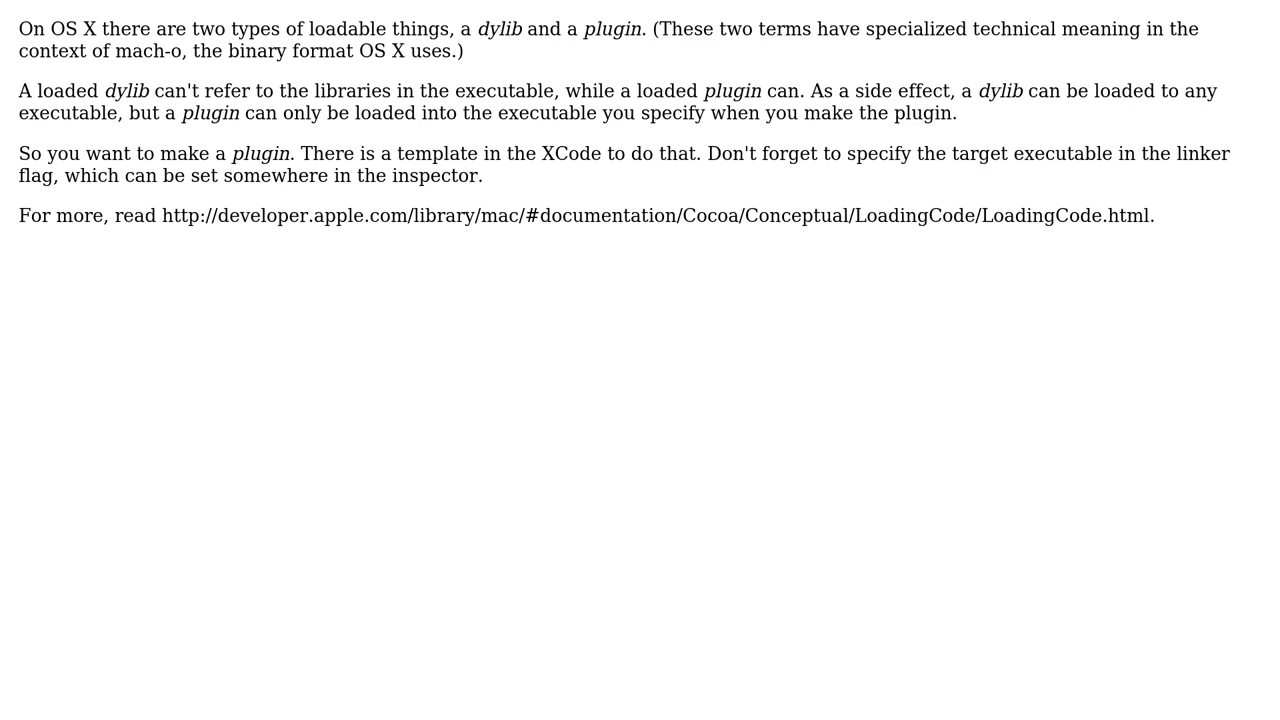 On OS X there are two types of loadable things, a dylib and a plugin. (These two terms have specialized technical meaning in the
context of mach-o, the binary format OS X uses.)
A loaded dylib can't refer to the libraries in the executable, while a loaded plugin can. As a side effect, a dylib can be loaded to any
executable, but a plugin can only be loaded into the executable you specify when you make the plugin.
So you want to make a plugin. There is a template in the XCode to do that. Don't forget to specify the target executable in the linker
flag, which can be set somewhere in the inspector.
For more, read http://developer.apple.com/library/mac/#documentation/Cocoa/Conceptual/LoadingCode/LoadingCode.html.